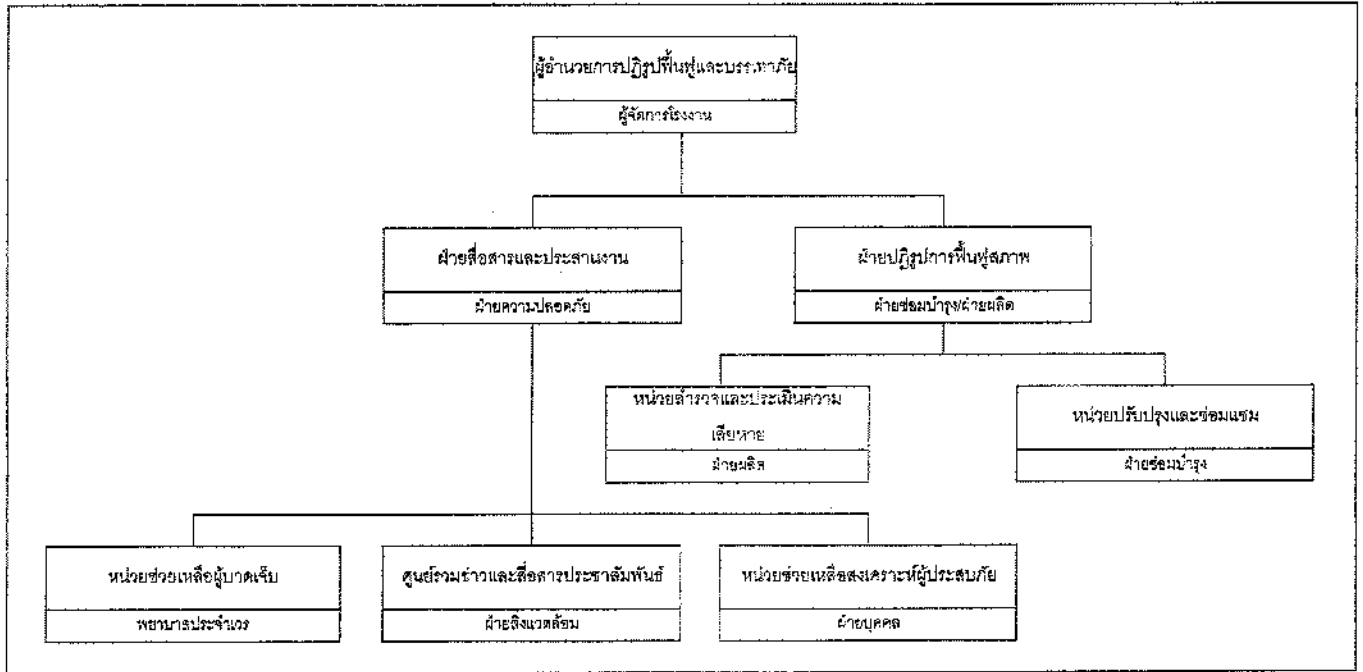 ผู้อำนวยการปฏิรูปฟื้นฟูและบรรเทาภัย
ผู้จัดการโรงงาน
ฝ่ายสื่อสารและประสานงาน
ฝ่ายความปลอดภัย
ฝ่ายปฏิรูปการฟื้นฟูสภาพ
ฝ่ายซ่อมบำรุง/ฝ่ายผลิต
หน่วยสำรวจและประเมินความ
เสียหาย
ฝ่ายผลิต
หน่วยปรับปรุงและซ่อมแซม
ฝ่ายซ่อมบำรุง
หน่วยช่วยเหลือผู้บาดเจ็บ
พยาบาลประจำเวร
ศูนย์รวมข่าวและสื่อสารประชาสัมพันธ์
ฝ่ายสิ่งแวดล้อม
หน่วยช่วยเหลือสงเคราะห์ผู้ประสบภัย
ฝ่ายบุคคล